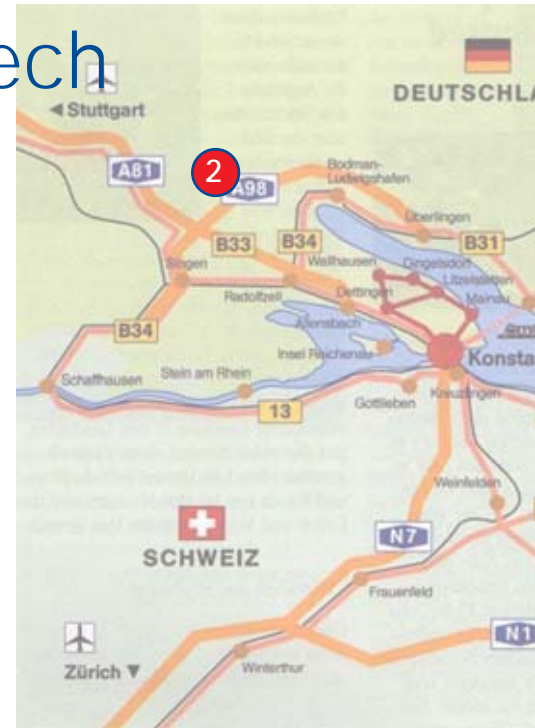 ech
DEUTSCHLA
◄ Stuttgart
2
A81
A98
Bodman-
Ludwigshafen
Überlingen
B33
B34
B31
Wallhausen
Dingelsdorf
Litzelstetten
Singen
Radolfzell
Dettingen
Mainau
Allensbach
B34
Insel Reichenau
Konsta
Schaffhausen
Stein am Rhein
Kreuzlingen
Gottlieben
13
Weinfelden
N7
SCHWEIZ
Frauenfeld
N1
Zürich ▼
Winterthur